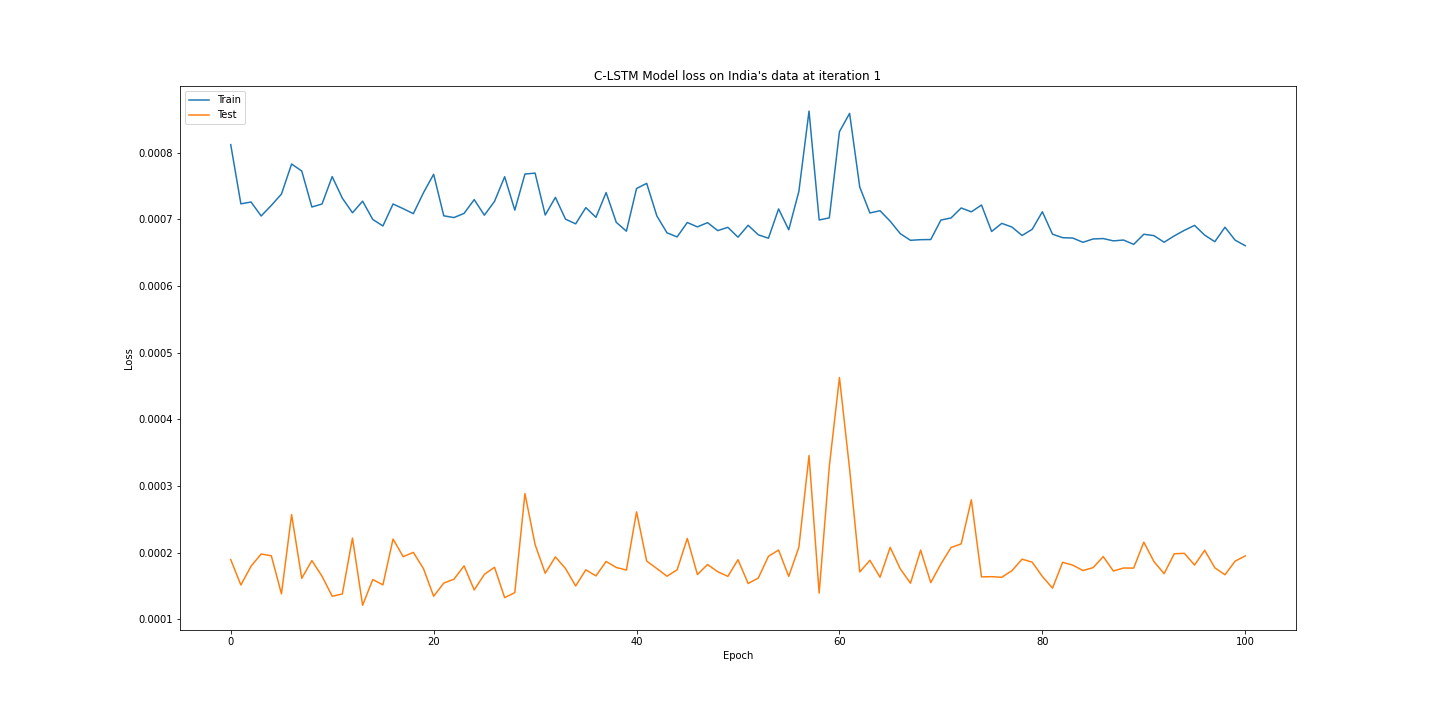 C-LSTM Model loss on India's data at iteration 1
Train
Test
0.0008
0.0007
0.0006
0.0005
0.0004
0.0003
0.0002
0.0001
Loss
0 20 40 60 80 100
Epoch